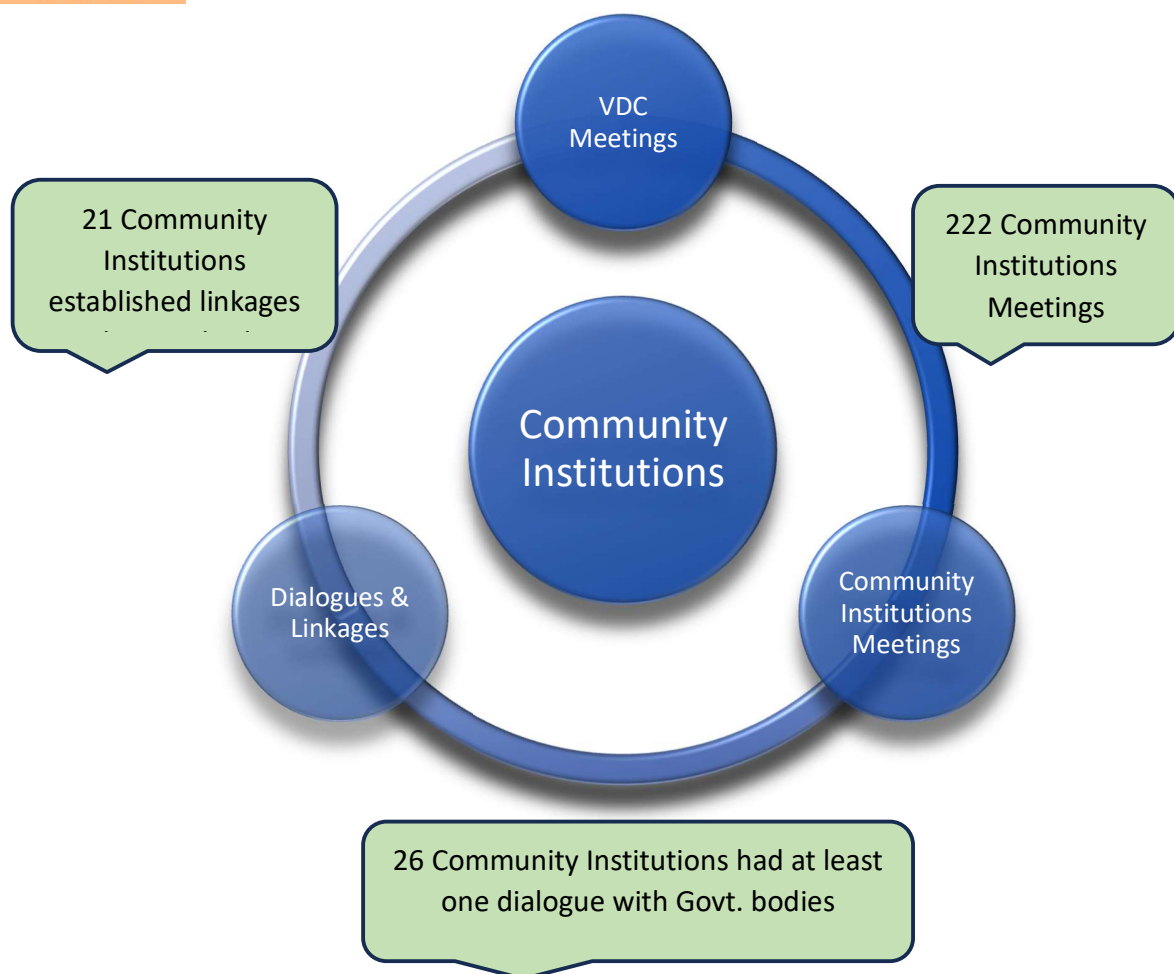 VDC
Meetings
21 Community
Institutions
established linkages
222 Community
Institutions
Meetings
Community
Institutions
Dialogues &
Linkages
Community
Institutions
Meetings
26 Community Institutions had at least
one dialogue with Govt. bodies